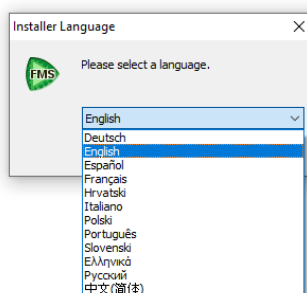 Installer Language
FMS
Please select a language.
English
Deutsch
English
Español
Français
Hrvatski
Italiano
Polski
Português
Slovenski
Ελληνικά
Русский
中文(简体)